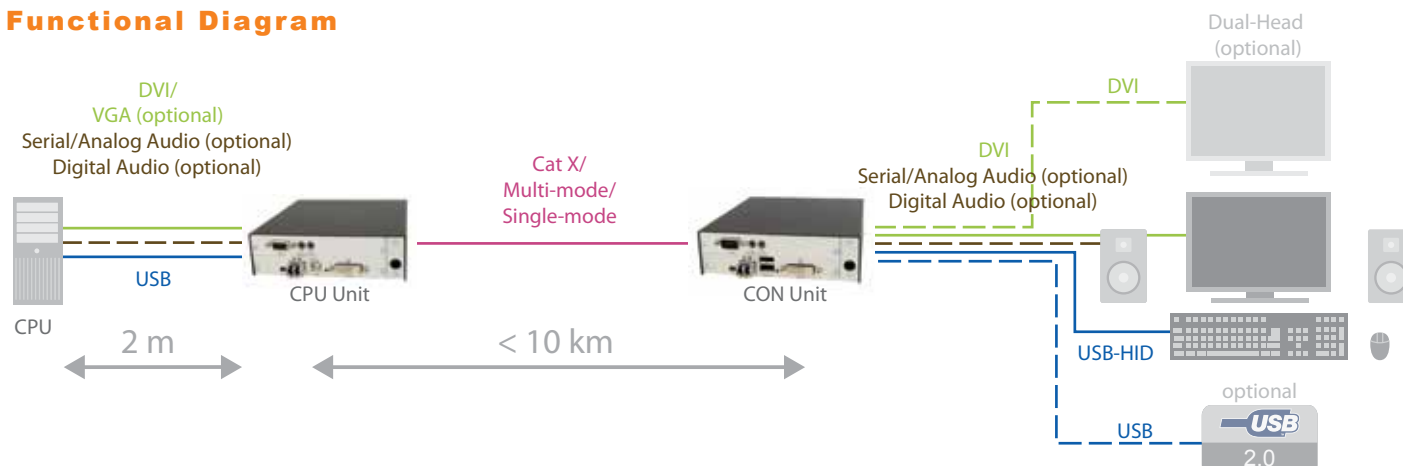 Functional Diagram
Dual-Head
(optional)
DVI/
VGA (optional)
Serial/Analog Audio (optional)
Digital Audio (optional)
DVI
Cat X/
Multi-mode/
Single-mode
DVI
Serial/Analog Audio (optional)
Digital Audio (optional)
USB
CPU Unit
CON Unit
CPU
2 m
< 10 km
USB-HID
optional
USB
USB
2.0